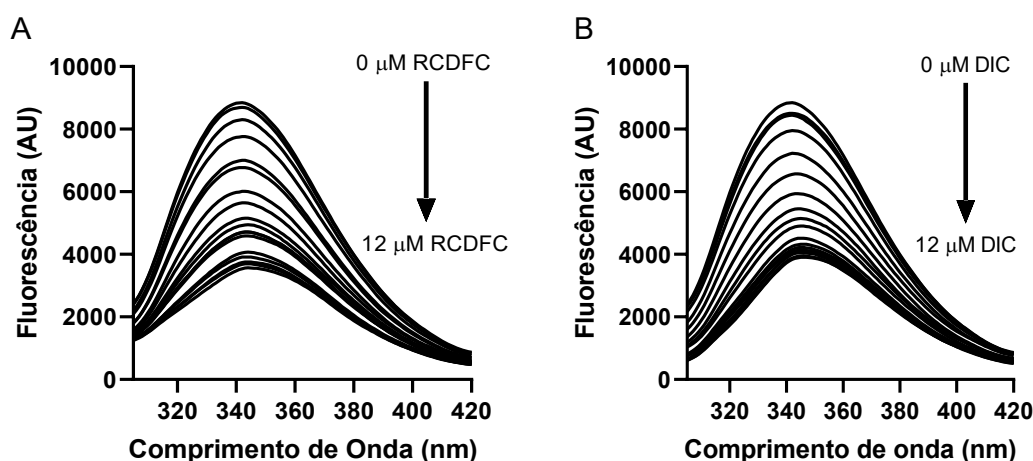 A
0 μM RCDFC
12 μM RCDFC
10000
8000
6000
4000
2000
0
320 340 360 380 400 420
Fluorescência (AU)
Comprimento de Onda (nm)
B
0 μM DIC
12 μM DIC
10000
8000
6000
4000
2000
0
320 340 360 380 400 420
Fluorescência (AU)
Comprimento de onda (nm)